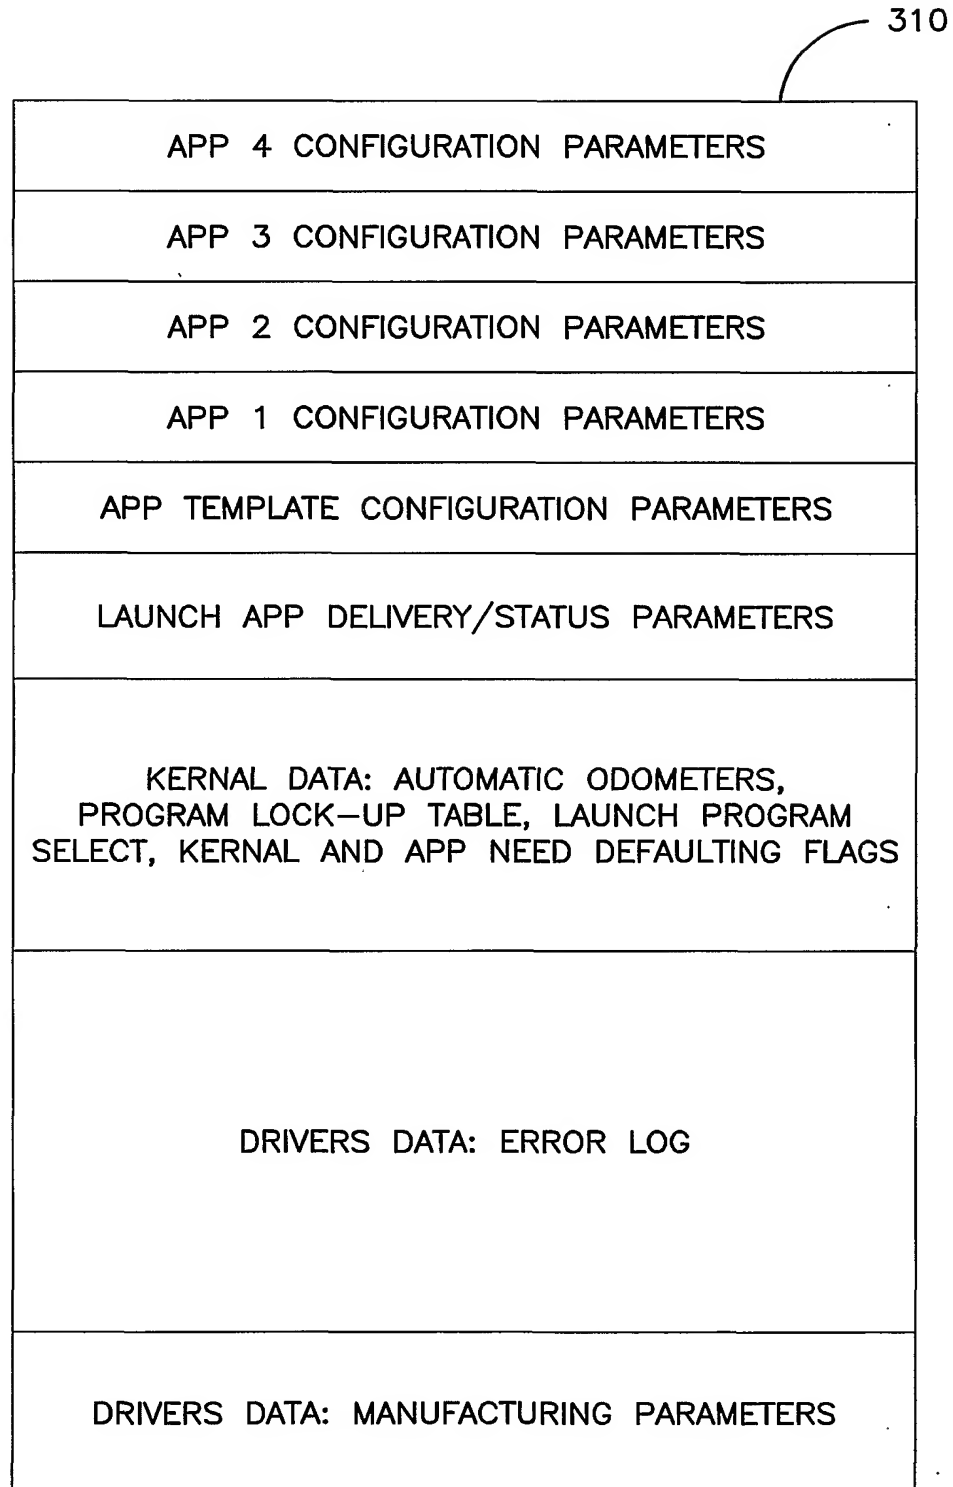 310
APP 4 CONFIGURATION PARAMETERS
APP 3 CONFIGURATION PARAMETERS
APP 2 CONFIGURATION PARAMETERS
APP 1 CONFIGURATION PARAMETERS
APP TEMPLATE CONFIGURATION PARAMETERS
LAUNCH APP DELIVERY/STATUS PARAMETERS
KERNAL DATA: AUTOMATIC ODOMETERS,
PROGRAM LOCK-UP TABLE, LAUNCH PROGRAM
SELECT, KERNAL AND APP NEED DEFAULTING FLAGS
DRIVERS DATA: ERROR LOG
DRIVERS DATA: MANUFACTURING PARAMETERS